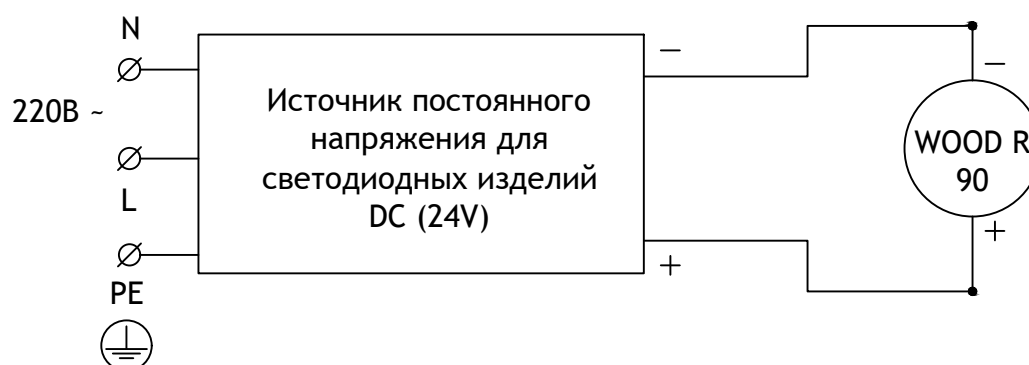 N
220В ~
L
PE
Источник постоянного
напряжения для
светодиодных изделий
DC (24V)
−
+
−
WOOD R
90
+